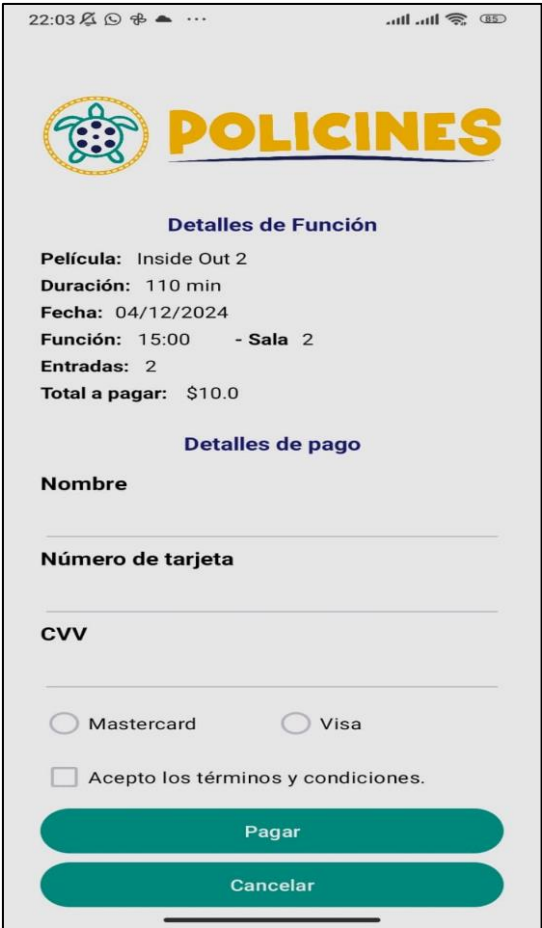 22:03
85
POLICINES
Detalles de Función
Película: Inside Out 2
Duración: 110 min
Fecha: 04/12/2024
Función: 15:00 - Sala 2
Entradas: 2
Total a pagar: $10.0
Detalles de pago
Nombre
Número de tarjeta
CVV
Mastercard Visa
Acepto los términos y condiciones.
Pagar
Cancelar